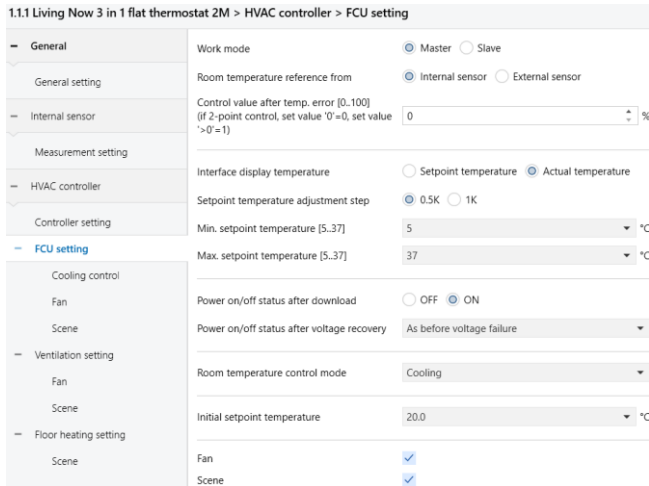 1.1.1 Living Now 3 in 1 flat thermostat 2M > HVAC controller > FCU setting
General
General setting
Internal sensor
Measurement setting
HVAC controller
Controller setting
FCU setting
Cooling control
Fan
Scene
Ventilation setting
Fan
Scene
Floor heating setting
Scene
Work mode Master Slave
Room temperature reference from Internal sensor External sensor
Control value after temp. error [0..100]
(if 2-point control, set value '0'=0, set value 0 %
'>0'=1)
Interface display temperature Setpoint temperature Actual temperature
Setpoint temperature adjustment step 0.5K 1K
Min. setpoint temperature [5..37] 5 °C
Max. setpoint temperature [5..37] 37 °C
Power on/off status after download OFF ON
Power on/off status after voltage recovery As before voltage failure
Room temperature control mode Cooling
Initial setpoint temperature 20.0 °C
Fan
Scene